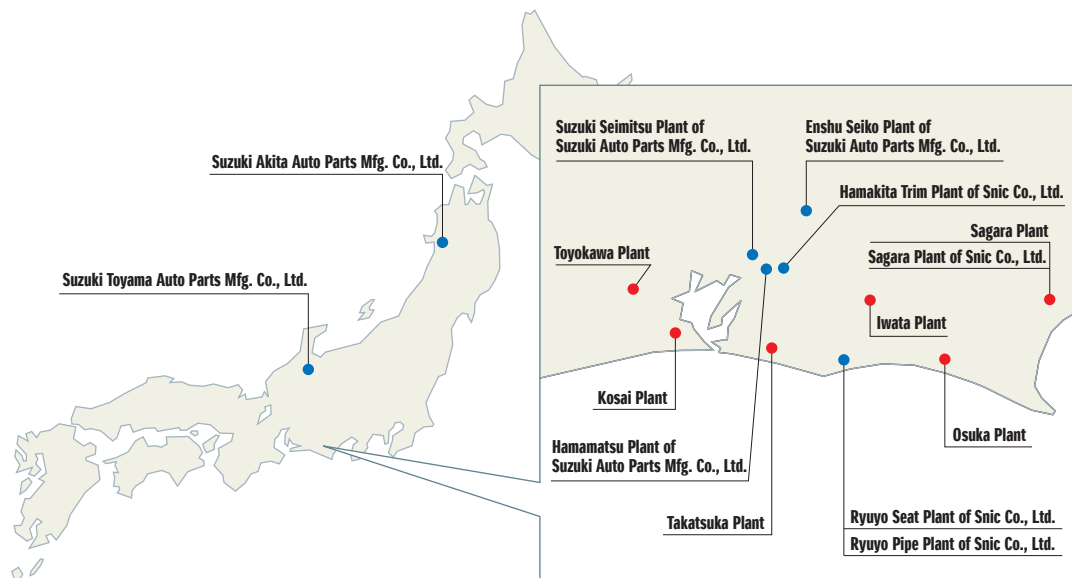 Suzuki Akita Auto Parts Mfg. Co., Ltd.
Suzuki Toyama Auto Parts Mfg. Co., Ltd.
Suzuki Seimitsu Plant of
Suzuki Auto Parts Mfg. Co., Ltd.
Enshu Seiko Plant of
Suzuki Auto Parts Mfg. Co., Ltd.
Hamakita Trim Plant of Snic Co., Ltd.
Sagara Plant
Sagara Plant of Snic Co., Ltd.
Toyokawa Plant
Iwata Plant
Kosai Plant
Osuka Plant
Hamamatsu Plant of
Suzuki Auto Parts Mfg. Co., Ltd.
Takatsuka Plant
Ryuyo Seat Plant of Snic Co., Ltd.
Ryuyo Pipe Plant of Snic Co., Ltd.